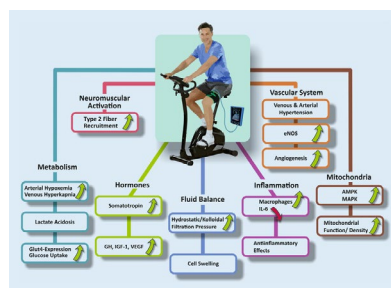 Neuromuscular
Activation
Type 2 Fiber
Recruitment
Vascular System
Venous & Arterial
Hypertension
eNOS
Angiogenesis
Metabolism
Arterial Hypoxemia
Venous Hyperkapnia
Lactate Acidosis
Glut4-Expression
Glucose Uptake
Hormones
Somatotropin
GH, IGF-1, VEGF
Fluid Balance
Hydrostatic/Kolloidal
Filtration Pressure
Cell Swelling
Inflammation
Macrophages
IL-6
Antiinflammatory
Effects
Mitochondria
AMPK
MAPK
Mitochondrial
Function/ Density